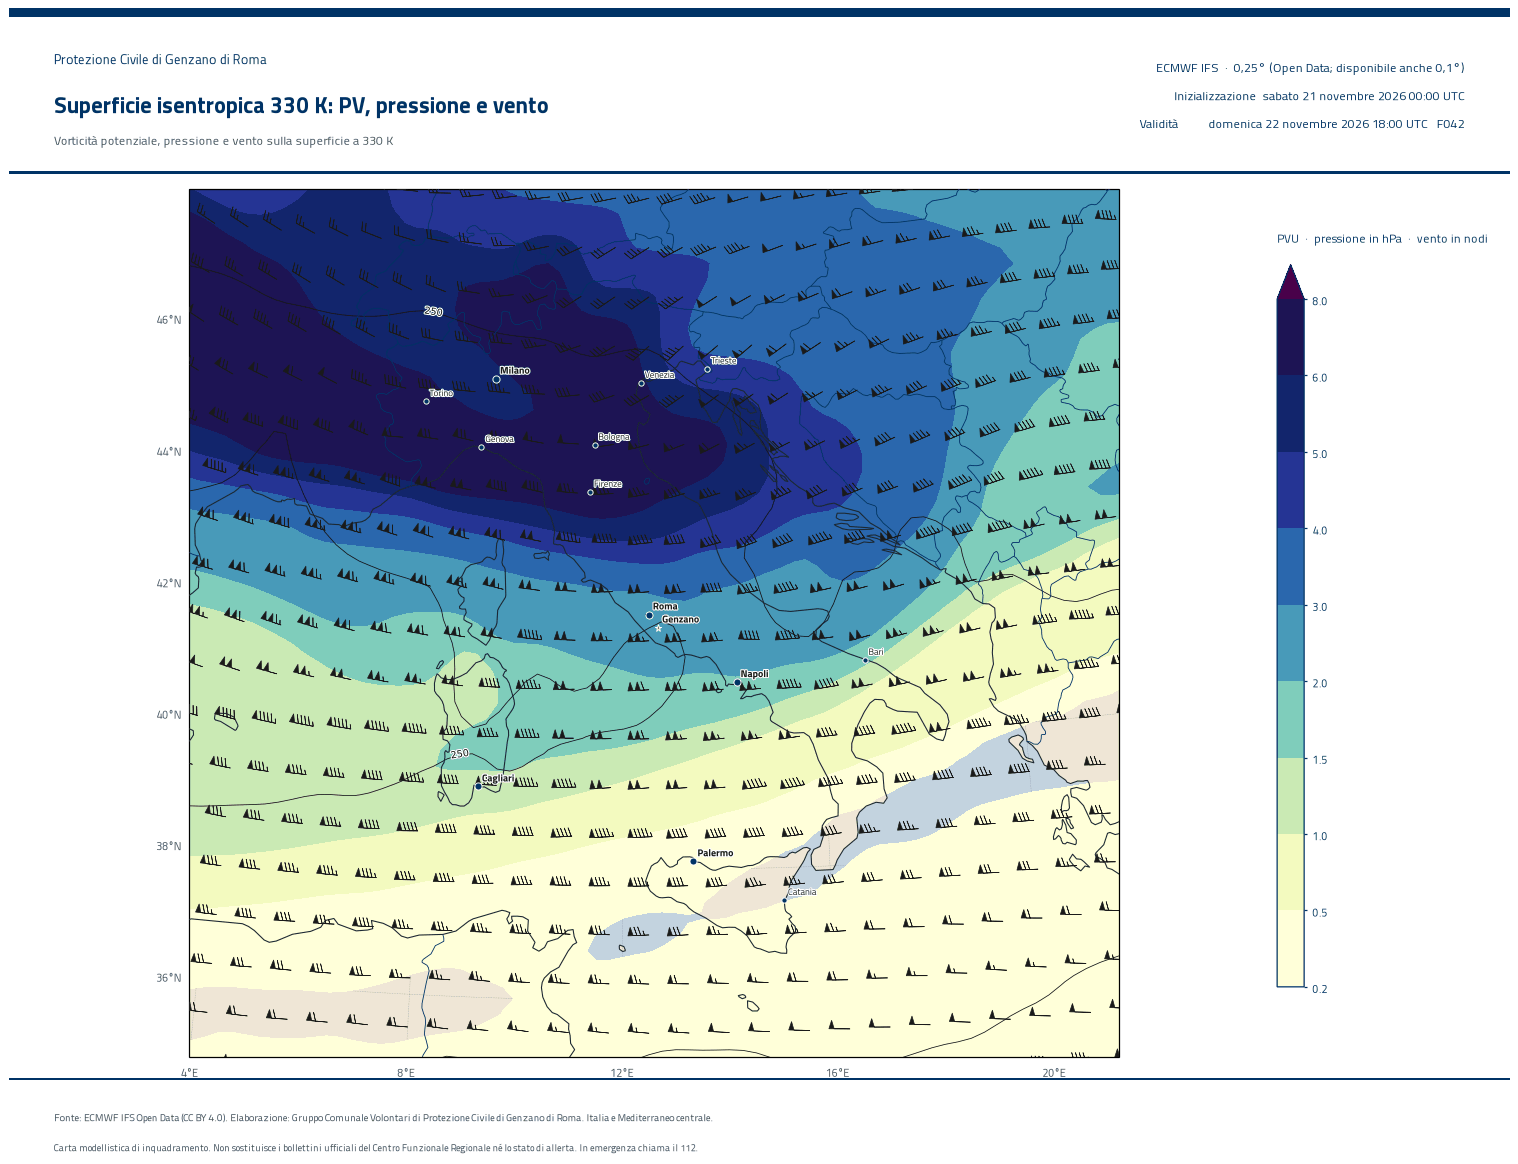 Protezione Civile di Genzano di Roma
Superficie isentropica 330 K: PV, pressione e vento
Vorticità potenziale, pressione e vento sulla superficie a 330 K
ECMWF IFS · 0,25° (Open Data; disponibile anche 0,1°)
Inizializzazione sabato 21 novembre 2026 00:00 UTC
Validità domenica 22 novembre 2026 18:00 UTC F042
PVU · pressione in hPa · vento in nodi
8.0
6.0
5.0
4.0
3.0
2.0
1.5
1.0
0.5
0.2
46°N
44°N
42°N
40°N
38°N
36°N
4°E
8°E
12°E
16°E
20°E
250
Milano
Trieste
Venezia
Torino
Genova
Bologna
Firenze
Roma
Genzano
Bari
Napoli
250
Cagliari
Palermo
Catania
Fonte: ECMWF IFS Open Data (CC BY 4.0). Elaborazione: Gruppo Comunale Volontari di Protezione Civile di Genzano di Roma. Italia e Mediterraneo centrale.
Carta modellistica di inquadramento. Non sostituisce i bollettini ufficiali del Centro Funzionale Regionale né lo stato di allerta. In emergenza chiama il 112.